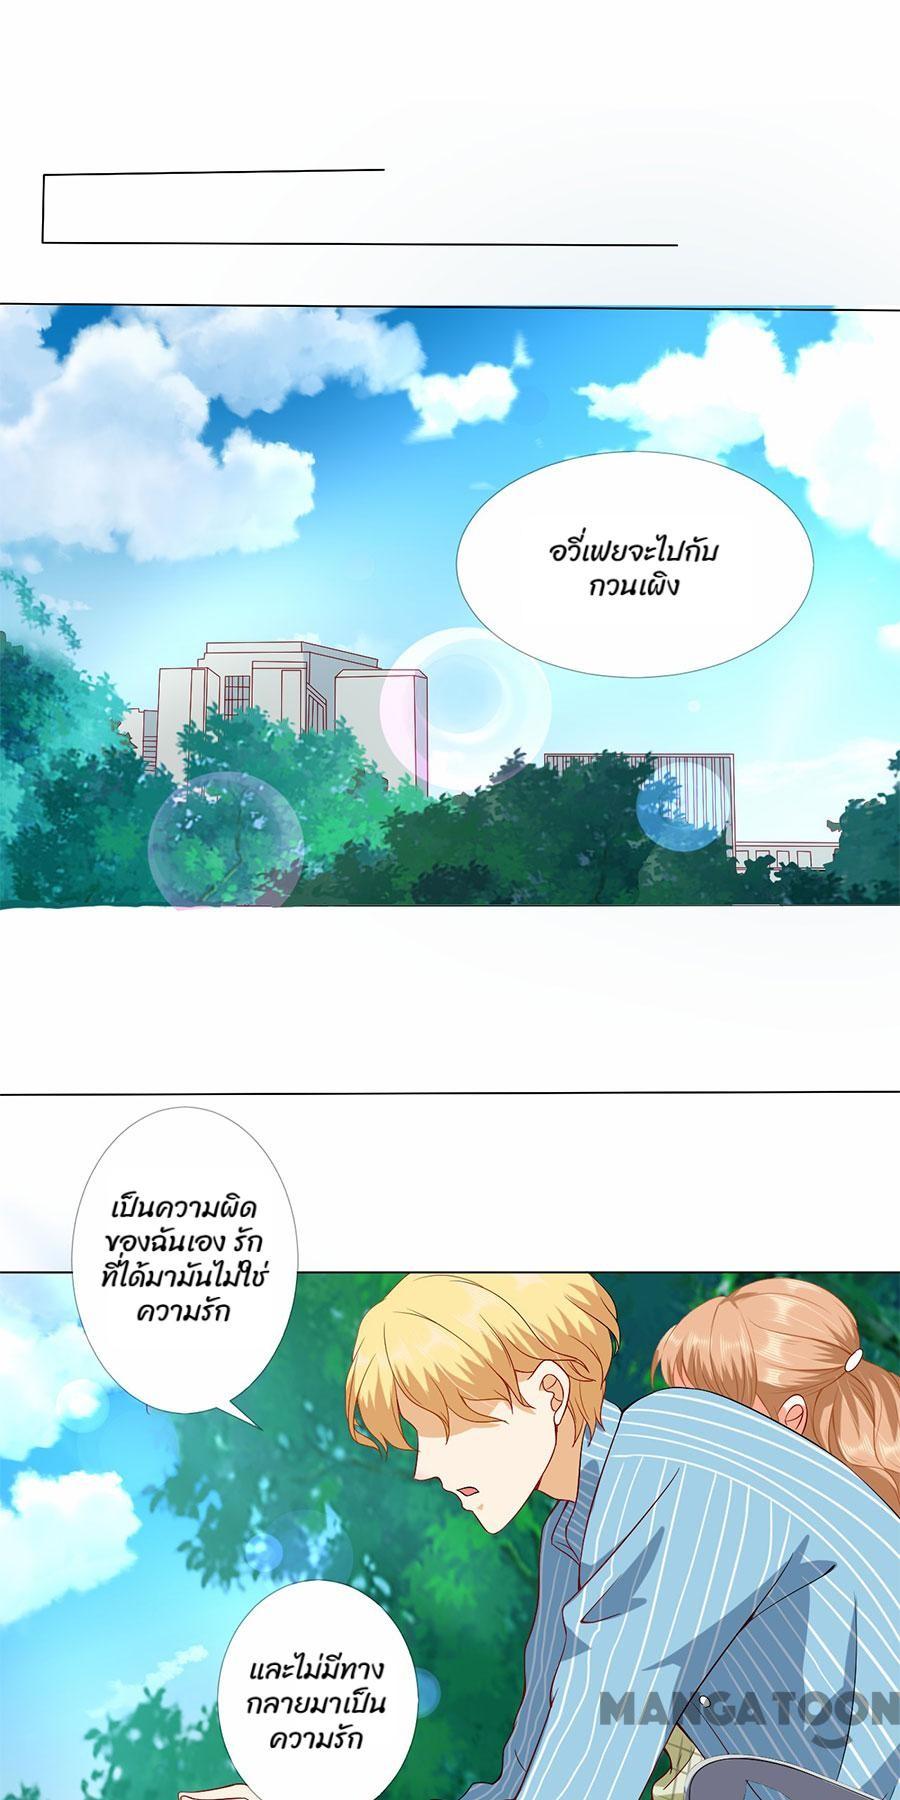 อวี่เฟยจะไปกับ
กวนเผิง
เป็นความผิด
ของฉันเอง รัก
ที่ได้มามันไม่ใช่
ความรัก
และไม่มีทาง
กลายมาเป็น
ความรัก
MANGATOON